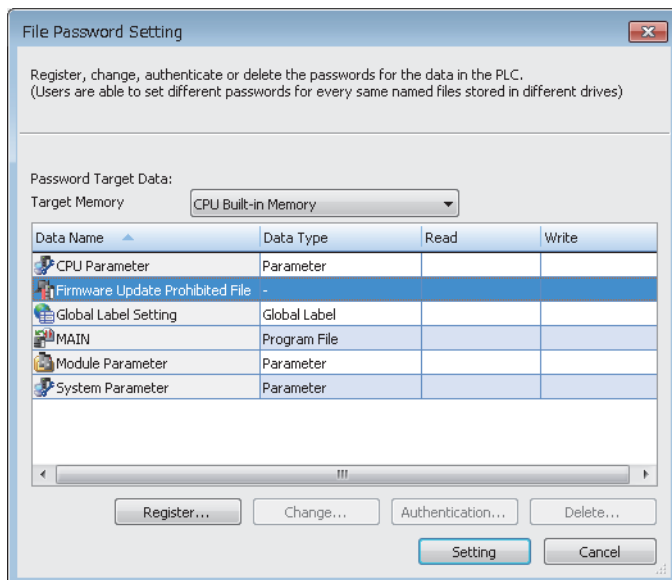 File Password Setting
Register, change, authenticate or delete the passwords for the data in the PLC.
(Users are able to set different passwords for every same named files stored in different drives)
Password Target Data:
Target Memory CPU Built-in Memory
Data Name Data Type Read Write
CPU Parameter Parameter
Firmware Update Prohibited File -
Global Label Setting Global Label
MAIN Program File
Module Parameter Parameter
System Parameter Parameter
Register... Change... Authentication... Delete...
Setting Cancel